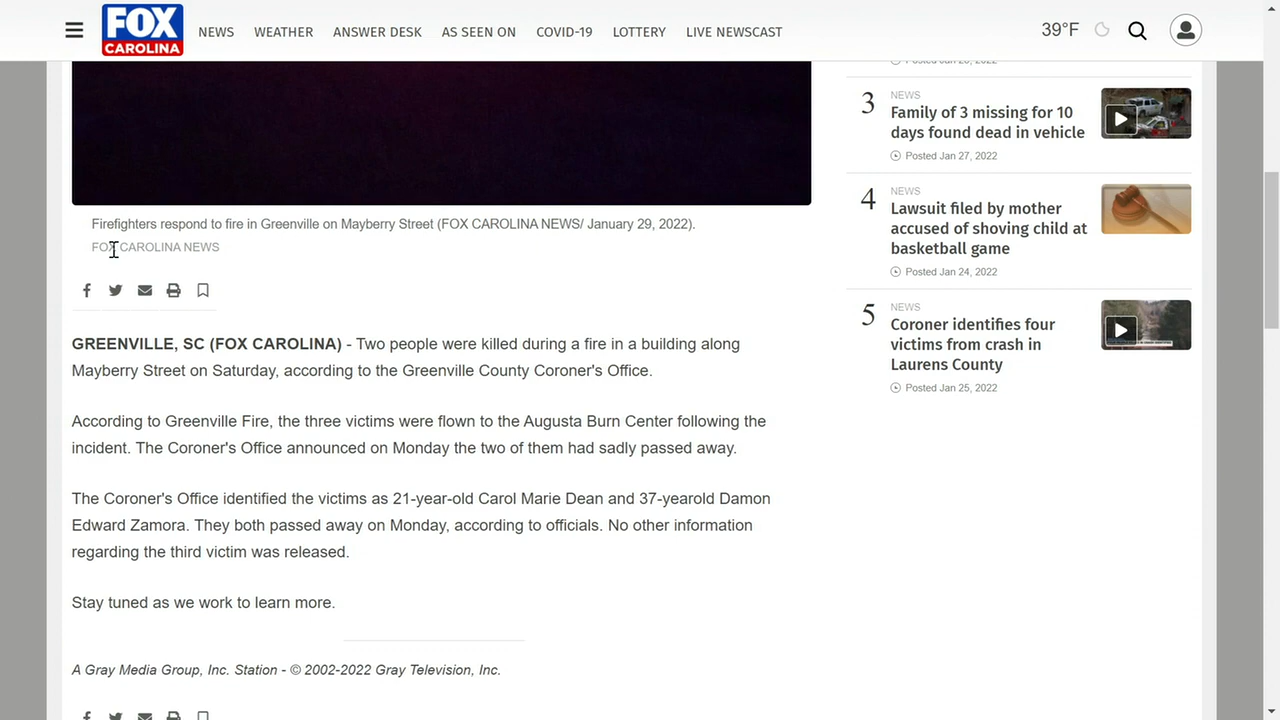 FOX
CAROLINA
NEWS WEATHER ANSWER DESK AS SEEN ON COVID-19 LOTTERY LIVE NEWSCAST
39°F
Firefighters respond to fire in Greenville on Mayberry Street (FOX CAROLINA NEWS/ January 29, 2022).
FOX CAROLINA NEWS
GREENVILLE, SC (FOX CAROLINA) - Two people were killed during a fire in a building along
Mayberry Street on Saturday, according to the Greenville County Coroner's Office.
According to Greenville Fire, the three victims were flown to the Augusta Burn Center following the
incident. The Coroner's Office announced on Monday the two of them had sadly passed away.
The Coroner's Office identified the victims as 21-year-old Carol Marie Dean and 37-yearold Damon
Edward Zamora. They both passed away on Monday, according to officials. No other information
regarding the third victim was released.
Stay tuned as we work to learn more.
A Gray Media Group, Inc. Station - © 2002-2022 Gray Television, Inc.
3
NEWS
Family of 3 missing for 10
days found dead in vehicle
Posted Jan 27, 2022
4
NEWS
Lawsuit filed by mother
accused of shoving child at
basketball game
Posted Jan 24, 2022
5
NEWS
Coroner identifies four
victims from crash in
Laurens County
Posted Jan 25, 2022